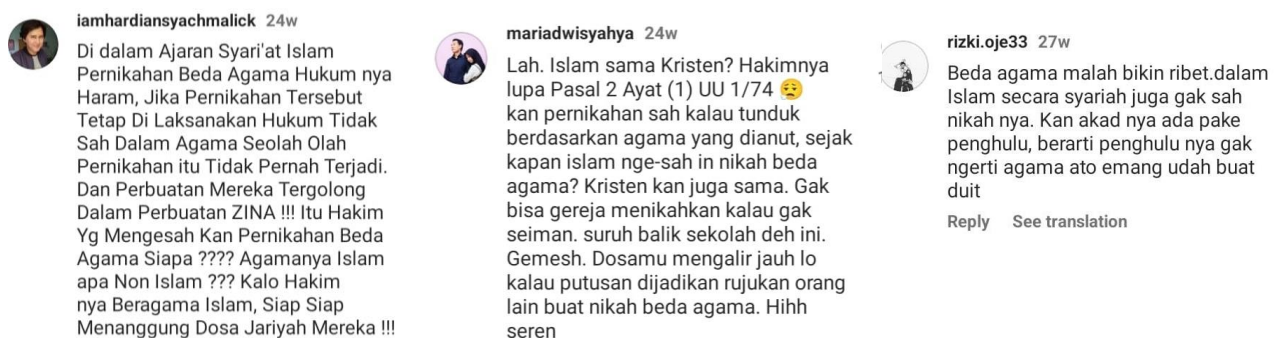 iamhardiansyachmalick 24w
Di dalam Ajaran Syari'at Islam
Pernikahan Beda Agama Hukum nya
Haram, Jika Pernikahan Tersebut
Tetap Di Laksanakan Hukum Tidak
Sah Dalam Agama Seolah Olah
Pernikahan itu Tidak Pernah Terjadi.
Dan Perbuatan Mereka Tergolong
Dalam Perbuatan ZINA !!! Itu Hakim
Yg Mengesah Kan Pernikahan Beda
Agama Siapa ???? Agamanya Islam
apa Non Islam ??? Kalo Hakim
nya Beragama Islam, Siap Siap
Menanggung Dosa Jariyah Mereka !!!
mariadwisyahya 24w
Lah. Islam sama Kristen? Hakimnya
lupa Pasal 2 Ayat (1) UU 1/74 😮‍💨
kan pernikahan sah kalau tunduk
berdasarkan agama yang dianut, sejak
kapan islam nge-sah in nikah beda
agama? Kristen kan juga sama. Gak
bisa gereja menikahkan kalau gak
seiman. suruh balik sekolah deh ini.
Gemesh. Dosamu mengalir jauh lo
kalau putusan dijadikan rujukan orang
lain buat nikah beda agama. Hihh
seren
rizki.oje33 27w
Beda agama malah bikin ribet.dalam
Islam secara syariah juga gak sah
nikah nya. Kan akad nya ada pake
penghulu, berarti penghulu nya gak
ngerti agama ato emang udah buat
duit
Reply See translation